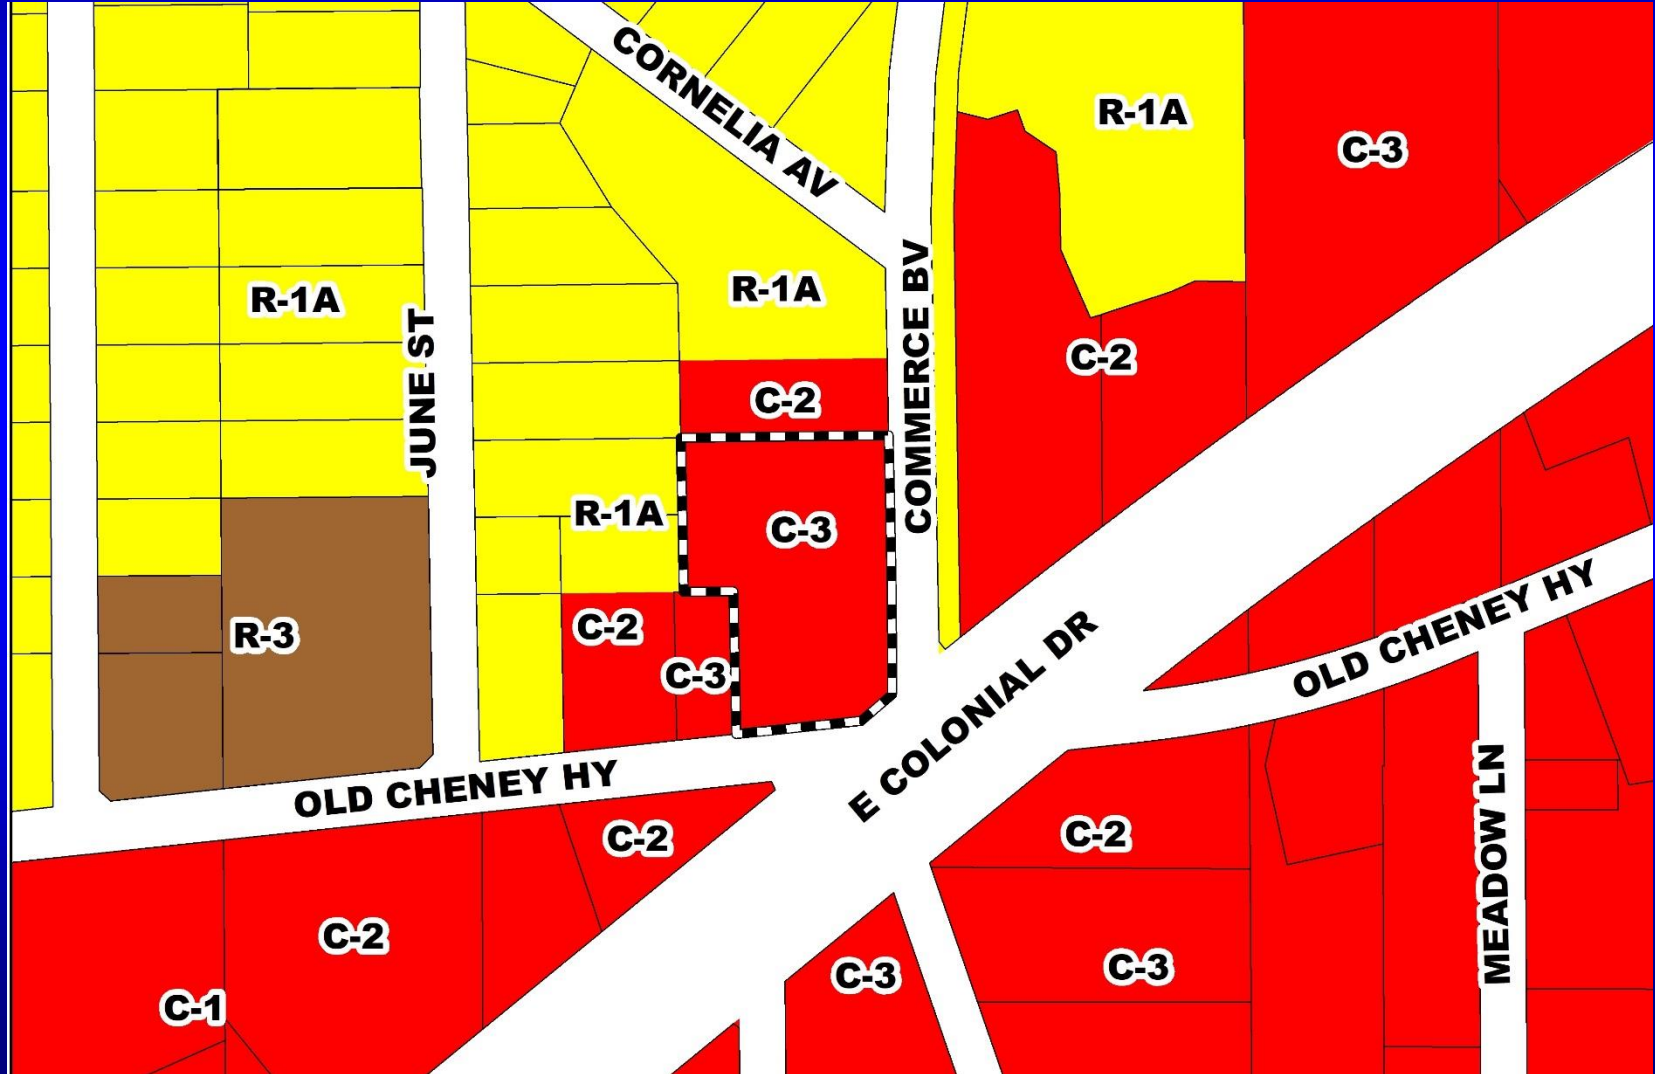 CORNELIA AV
R-1A
C-3
R-1A
R-1A
JUNE ST
COMMERCE BV
C-2
C-2
R-1A
C-3
C-2
R-3
C-3
OLD CHENEY HY
E COLONIAL DR
OLD CHENEY HY
C-2
C-2
MEADOW LN
C-2
C-3
C-3
C-1